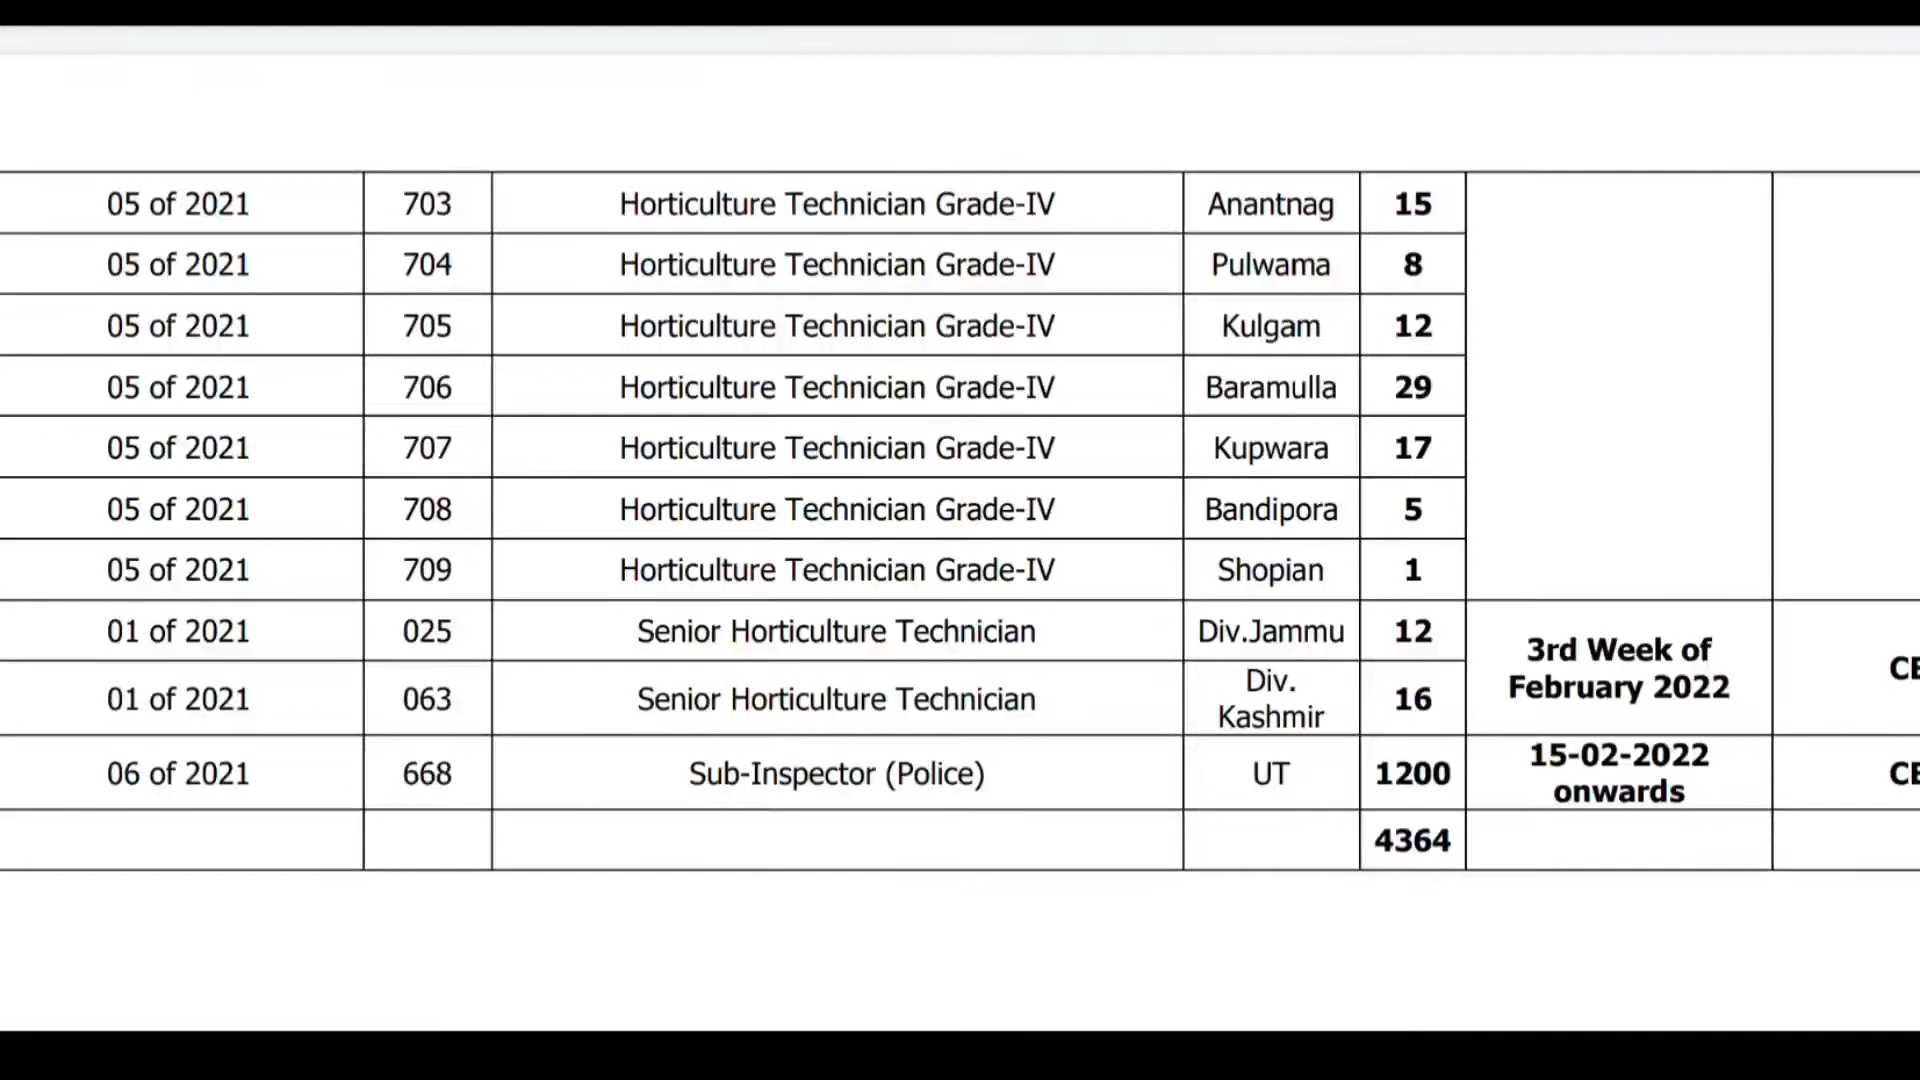 05 of 2021 703 Horticulture Technician Grade-IV Anantnag 15
05 of 2021 704 Horticulture Technician Grade-IV Pulwama 8
05 of 2021 705 Horticulture Technician Grade-IV Kulgam 12
05 of 2021 706 Horticulture Technician Grade-IV Baramulla 29
05 of 2021 707 Horticulture Technician Grade-IV Kupwara 17
05 of 2021 708 Horticulture Technician Grade-IV Bandipora 5
05 of 2021 709 Horticulture Technician Grade-IV Shopian 1
01 of 2021 025 Senior Horticulture Technician Div.Jammu 12
01 of 2021 063 Senior Horticulture Technician Div.
Kashmir 16
3rd Week of
February 2022
06 of 2021 668 Sub-Inspector (Police) UT 1200 15-02-2022
onwards
4364